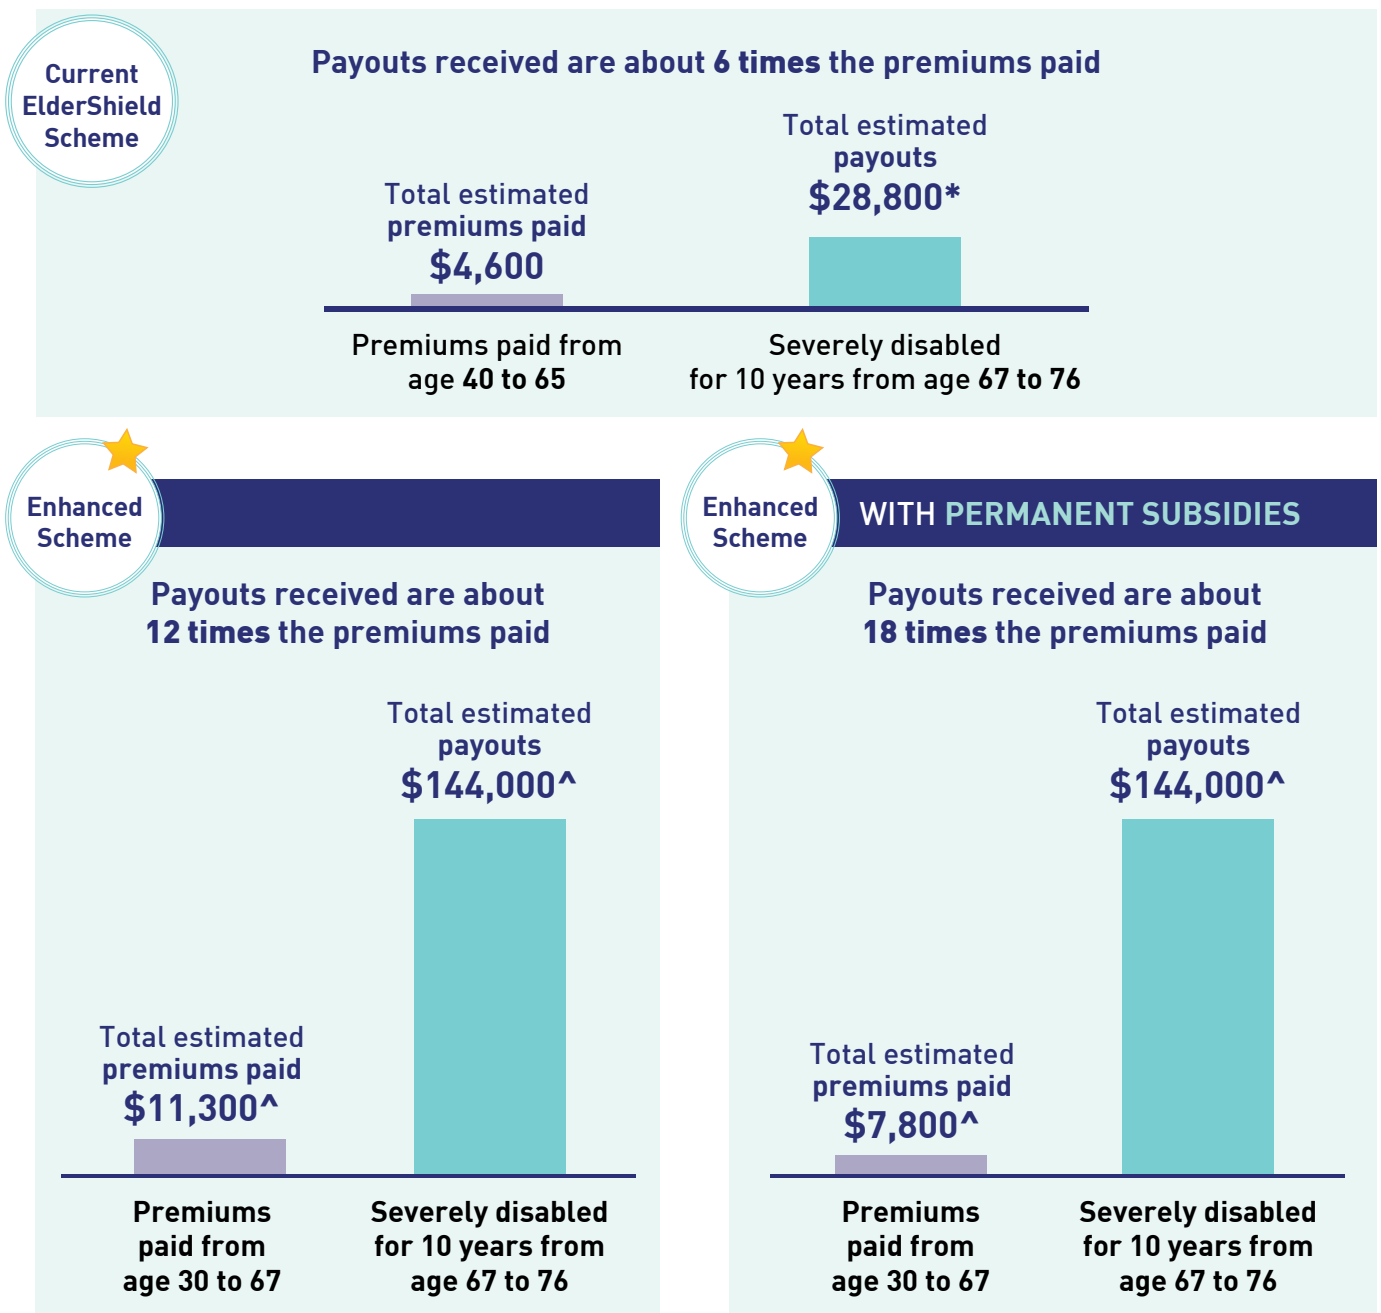 Current
ElderShield
Scheme
Payouts received are about 6 times the premiums paid
Total estimated
premiums paid
$4,600
Total estimated
payouts
$28,800*
Premiums paid from
age 40 to 65
Severely disabled
for 10 years from age 67 to 76
Enhanced
Scheme
Payouts received are about
12 times the premiums paid
Total estimated
premiums paid
$11,300^
Total estimated
payouts
$144,000^
Premiums
paid from
age 30 to 67
Severely disabled
for 10 years from
age 67 to 76
Enhanced
Scheme
WITH PERMANENT SUBSIDIES
Payouts received are about
18 times the premiums paid
Total estimated
premiums paid
$7,800^
Total estimated
payouts
$144,000^
Premiums
paid from
age 30 to 67
Severely disabled
for 10 years from
age 67 to 76